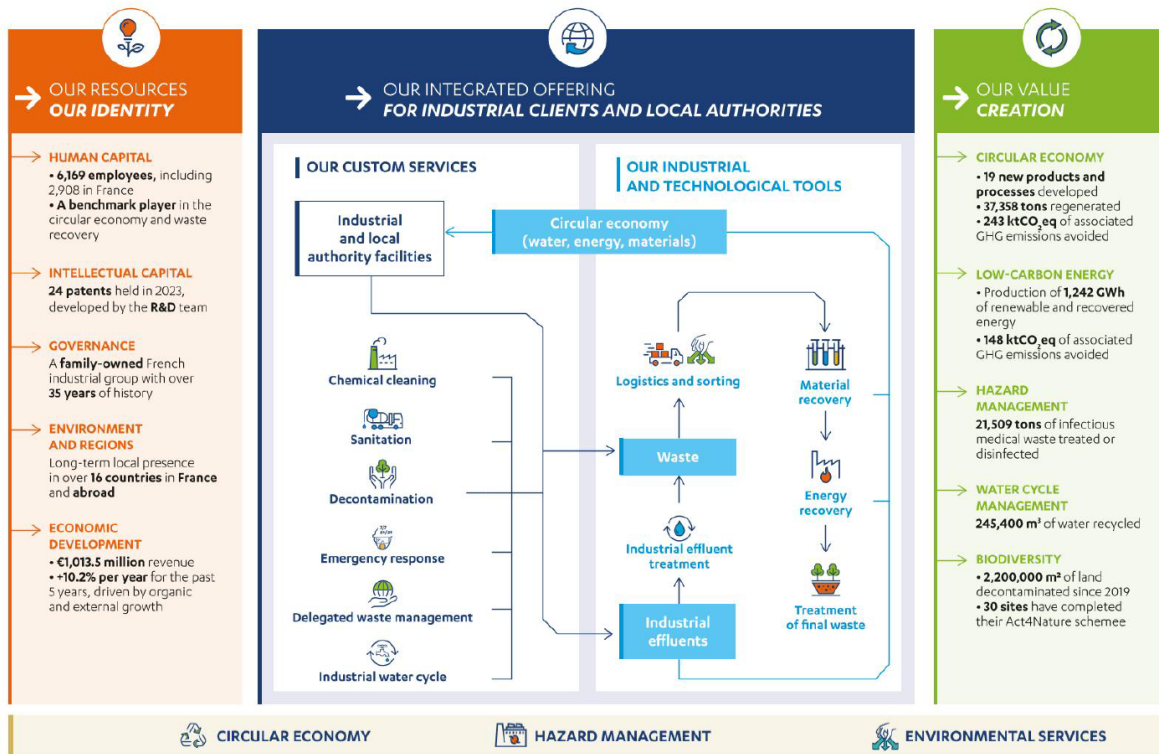 OUR RESOURCES
OUR IDENTITY
HUMAN CAPITAL
• 6,169 employees, including
2,908 in France
• A benchmark player in the
circular economy and waste
recovery
INTELLECTUAL CAPITAL
24 patents held in 2023,
developed by the R&D team
GOVERNANCE
A family-owned French
industrial group with over
35 years of history
ENVIRONMENT
AND REGIONS
Long-term local presence
in over 16 countries in France
and abroad
ECONOMIC
DEVELOPMENT
• €1,013.5 million revenue
• +10.2% per year for the past
5 years, driven by organic
and external growth
OUR INTEGRATED OFFERING
FOR INDUSTRIAL CLIENTS AND LOCAL AUTHORITIES
OUR CUSTOM SERVICES
Industrial
and local
authority facilities
Chemical cleaning
Sanitation
Decontamination
Emergency response
Delegated waste management
Industrial water cycle
OUR INDUSTRIAL
AND TECHNOLOGICAL TOOLS
Circular economy
(water, energy, materials)
Logistics and sorting
Waste
Industrial effluent
treatment
Industrial
effluents
Material
recovery
Energy
recovery
Treatment
of final waste
OUR VALUE
CREATION
CIRCULAR ECONOMY
• 19 new products and
processes developed
• 37,358 tons regenerated
• 243 ktCO₂eq of associated
GHG emissions avoided
LOW-CARBON ENERGY
• Production of 1,242 GWh
of renewable and recovered
energy
• 148 ktCO₂eq of associated
GHG emissions avoided
HAZARD
MANAGEMENT
21,509 tons of infectious
medical waste treated or
disinfected
WATER CYCLE
MANAGEMENT
245,400 m³ of water recycled
BIODIVERSITY
• 2,200,000 m² of land
decontaminated since 2019
• 30 sites have completed
their Act4Nature schemee
CIRCULAR ECONOMY
HAZARD MANAGEMENT
ENVIRONMENTAL SERVICES